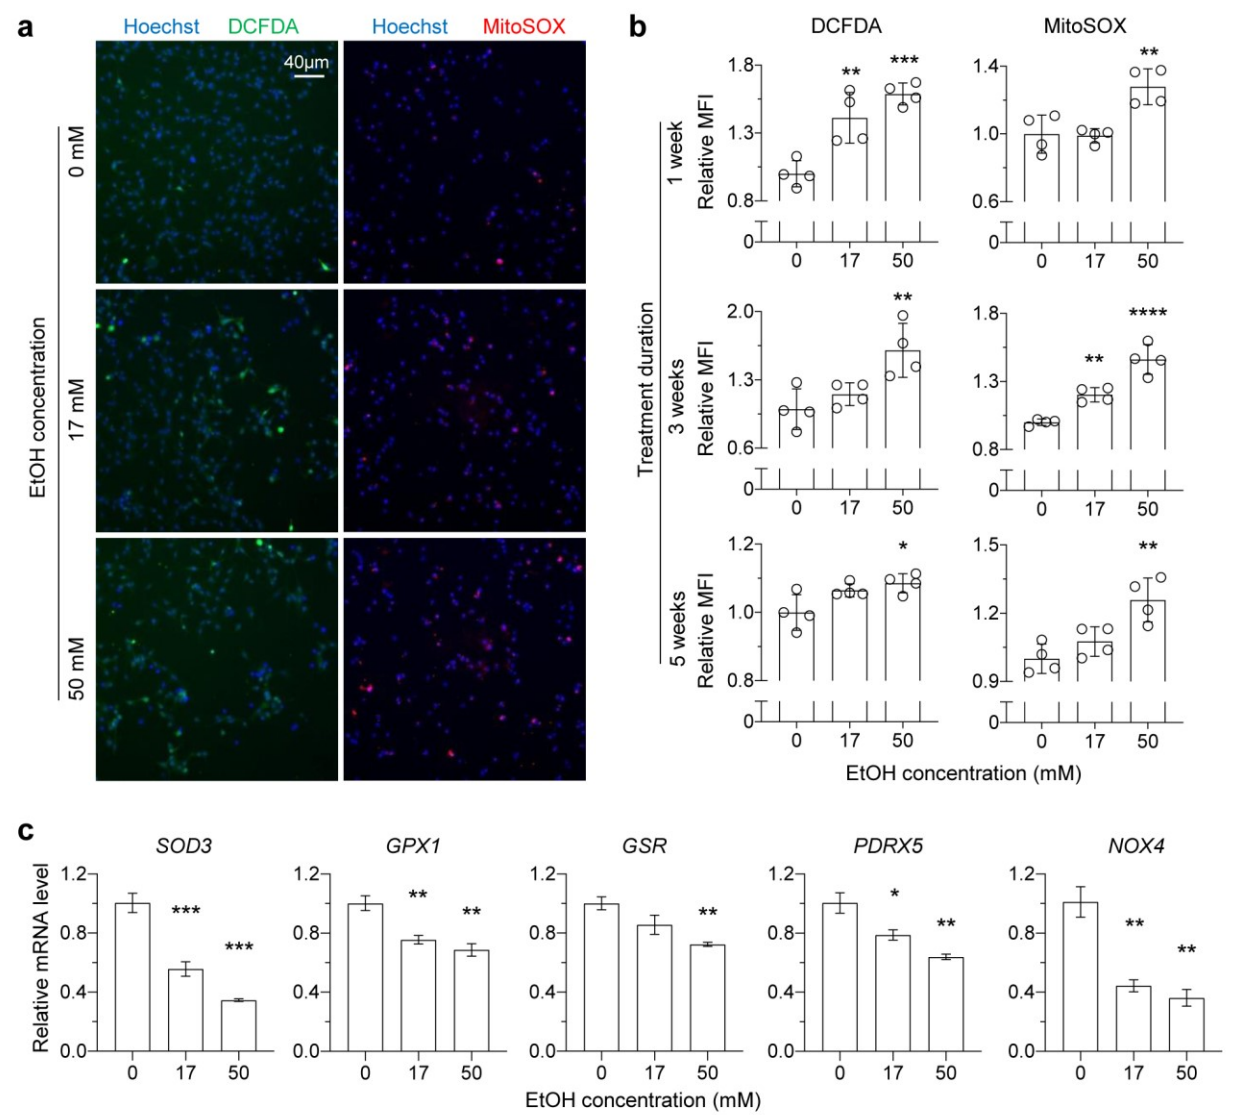 a
Hoechst DCFDA Hoechst MitoSOX
40μm
EtOH concentration
0 mM
17 mM
50 mM
b
DCFDA MitoSOX
Treatment duration
1 week
Relative MFI
1.8
1.3
0.8
0
** ***
0 17 50
1.4
1.0
0.6
0
**
0 17 50
3 weeks
Relative MFI
2.0
1.3
0.6
0
**
0 17 50
1.8
1.3
0.8
0
** ****
0 17 50
5 weeks
Relative MFI
1.2
1.0
0.8
0
*
0 17 50
1.5
1.2
0.9
0
**
0 17 50
EtOH concentration (mM)
c
SOD3 GPX1 GSR PDRX5 NOX4
Relative mRNA level
1.2
0.8
0.4
0.0
*** ***
0 17 50
1.2
0.8
0.4
0.0
** **
0 17 50
1.2
0.8
0.4
0.0
**
0 17 50
1.2
0.8
0.4
0.0
* **
0 17 50
1.2
0.8
0.4
0.0
** **
0 17 50
EtOH concentration (mM)